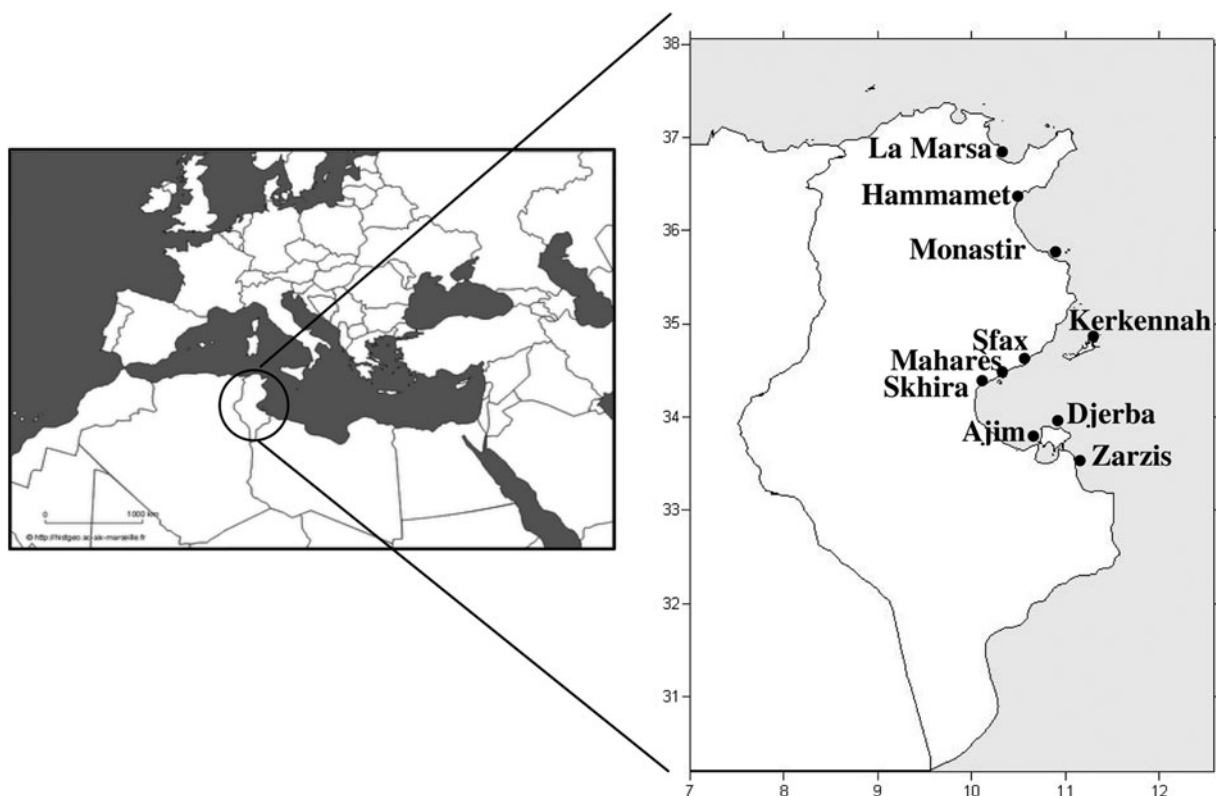 0 1000 km
© http://histgeo.ac-aix-marseille.fr
38
37
36
35
34
33
32
31
La Marsa
Hammamet
Monastir
Kerkennah
Sfax
Mahares
Skhira
Djerba
Ajim
Zarzis
7 8 9 10 11 12